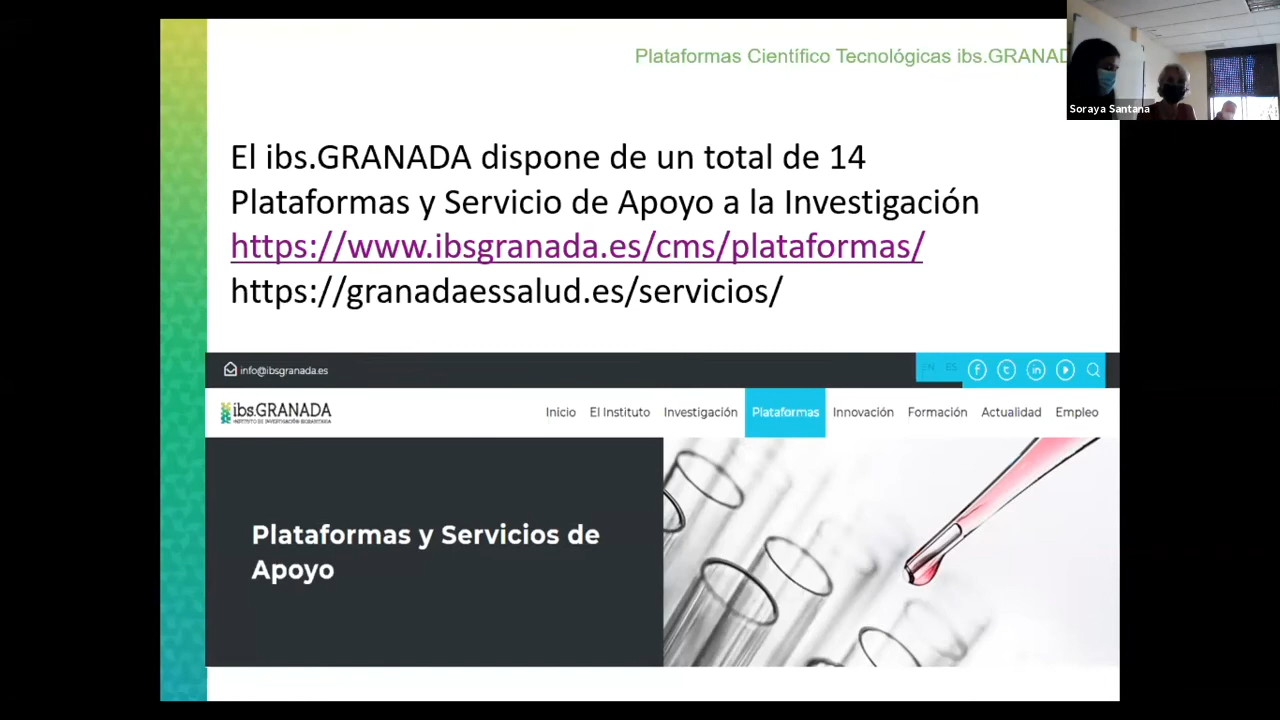 Plataformas Científico Tecnológicas ibs.GRANAD
Soraya Santana
El ibs.GRANADA dispone de un total de 14
Plataformas y Servicio de Apoyo a la Investigación
https://www.ibsgranada.es/cms/plataformas/
https://granadaessalud.es/servicios/
info@ibsgranada.es
EN ES
ibs.GRANADA
INSTITUTO DE INVESTIGACIÓN BIOSANITARIA
Inicio El Instituto Investigación Plataformas Innovación Formación Actualidad Empleo
Plataformas y Servicios de
Apoyo